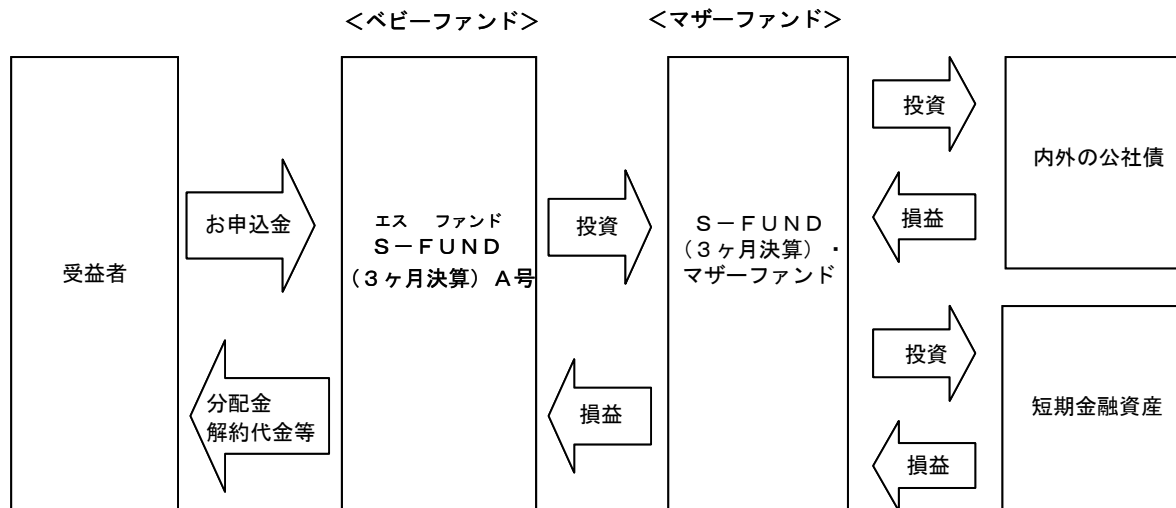 ＜ベビーファンド＞
＜マザーファンド＞
受益者
お申込金
分配金
解約代金等
エス　ファンド
Ｓ－ＦＵＮＤ
（３ヶ月決算）Ａ号
投資
損益
Ｓ－ＦＵＮＤ
（３ヶ月決算）・
マザーファンド
投資
損益
内外の公社債
投資
損益
短期金融資産